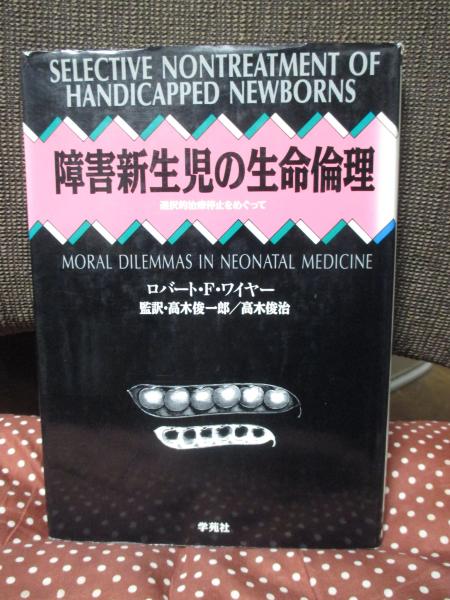 SELECTIVE NONTREATMENT OF
HANDICAPPED NEWBORNS
障害新生児の生命倫理
選択的治療停止をめぐって
MORAL DILEMMAS IN NEONATAL MEDICINE
ロバート・F・ワイヤー
監訳・高木俊一郎／高木俊治
学苑社